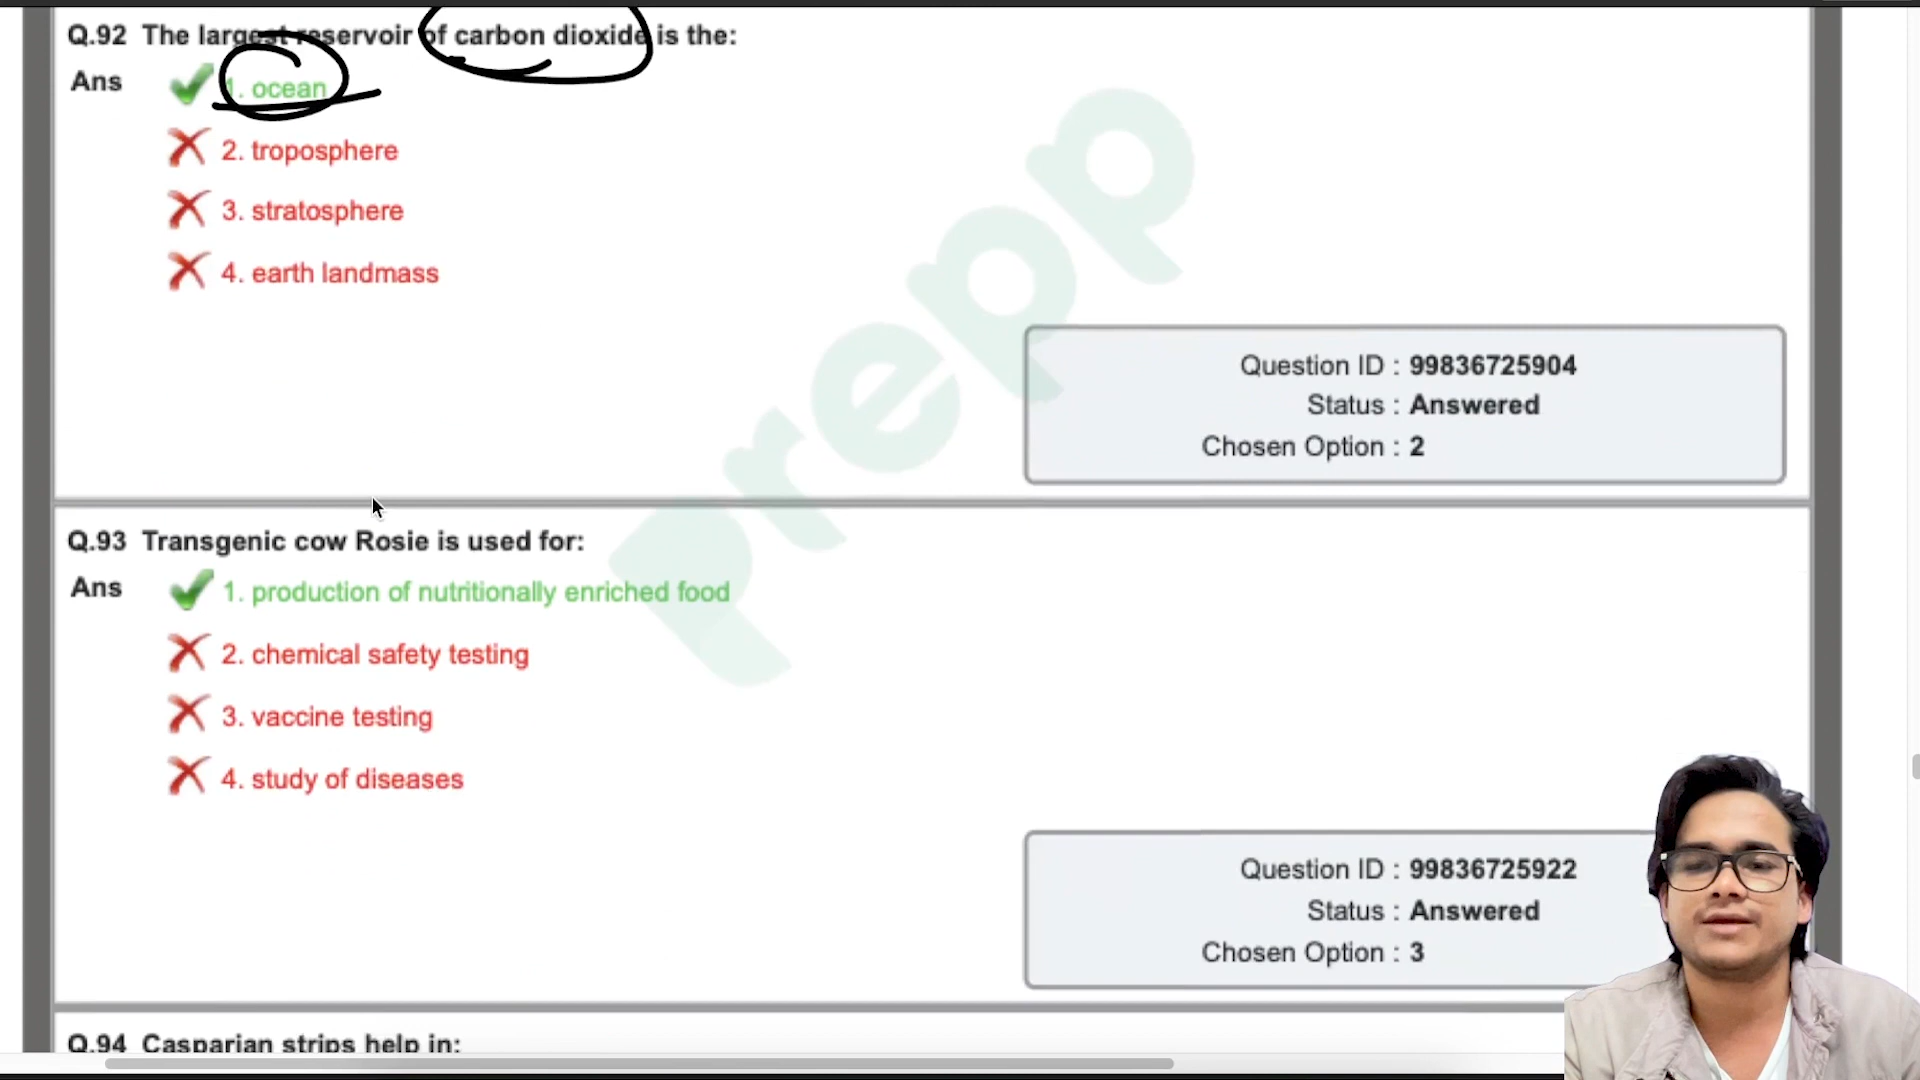 Q.92 The largest reservoir of carbon dioxide is the:
Ans 1. ocean
2. troposphere
3. stratosphere
4. earth landmass
Question ID : 99836725904
Status : Answered
Chosen Option : 2
prepp
Q.93 Transgenic cow Rosie is used for:
Ans 1. production of nutritionally enriched food
2. chemical safety testing
3. vaccine testing
4. study of diseases
Question ID : 99836725922
Status : Answered
Chosen Option : 3
Q.94 Casparian strips help in: